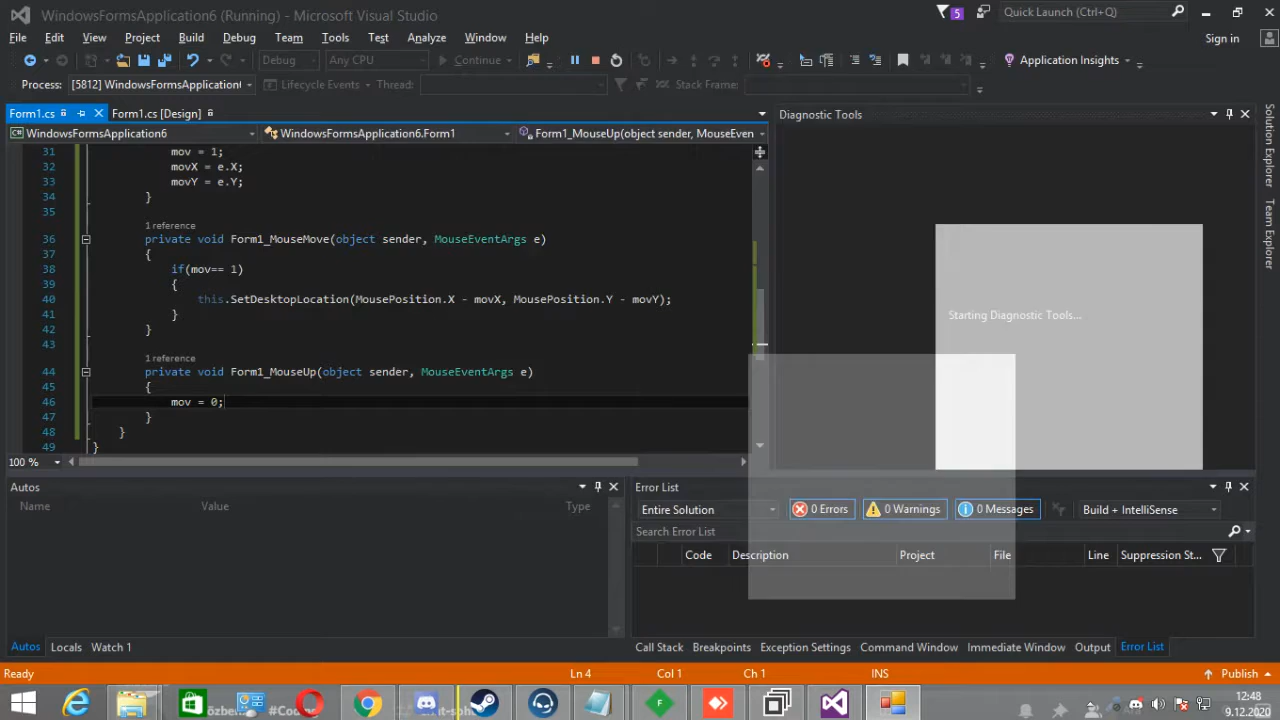 WindowsFormsApplication6 (Running) - Microsoft Visual Studio
5
Quick Launch (Ctrl+Q)
File Edit View Project Build Debug Team Tools Test Analyze Window Help
Sign in
Debug Any CPU Continue Application Insights
Process: [5812] WindowsFormsApplication( Lifecycle Events Thread: Stack Frame:
Form1.cs Form1.cs [Design]
Diagnostic Tools
WindowsFormsApplication6 WindowsFormsApplication6.Form1 Form1_MouseUp(object sender, MouseEven
31 mov = 1;
32 movX = e.X;
33 movY = e.Y;
34 }
35
1 reference
36 private void Form1_MouseMove(object sender, MouseEventArgs e)
37 {
38 if(mov== 1)
39 {
40 this.SetDesktopLocation(MousePosition.X - movX, MousePosition.Y - movY);
41 }
42 }
43
1 reference
44 private void Form1_MouseUp(object sender, MouseEventArgs e)
45 {
46 mov = 0;
47 }
48 }
49 }
100 %
Starting Diagnostic Tools...
Solution Explorer
Team Explorer
Autos
Name Value Type
Autos Locals Watch 1
Error List
Entire Solution 0 Errors 0 Warnings 0 Messages Build + IntelliSense
Search Error List
Code Description Project File Line Suppression St...
Call Stack Breakpoints Exception Settings Command Window Immediate Window Output Error List
Ready Ln 4 Col 1 Ch 1 INS Publish
12:48
9.12.2020